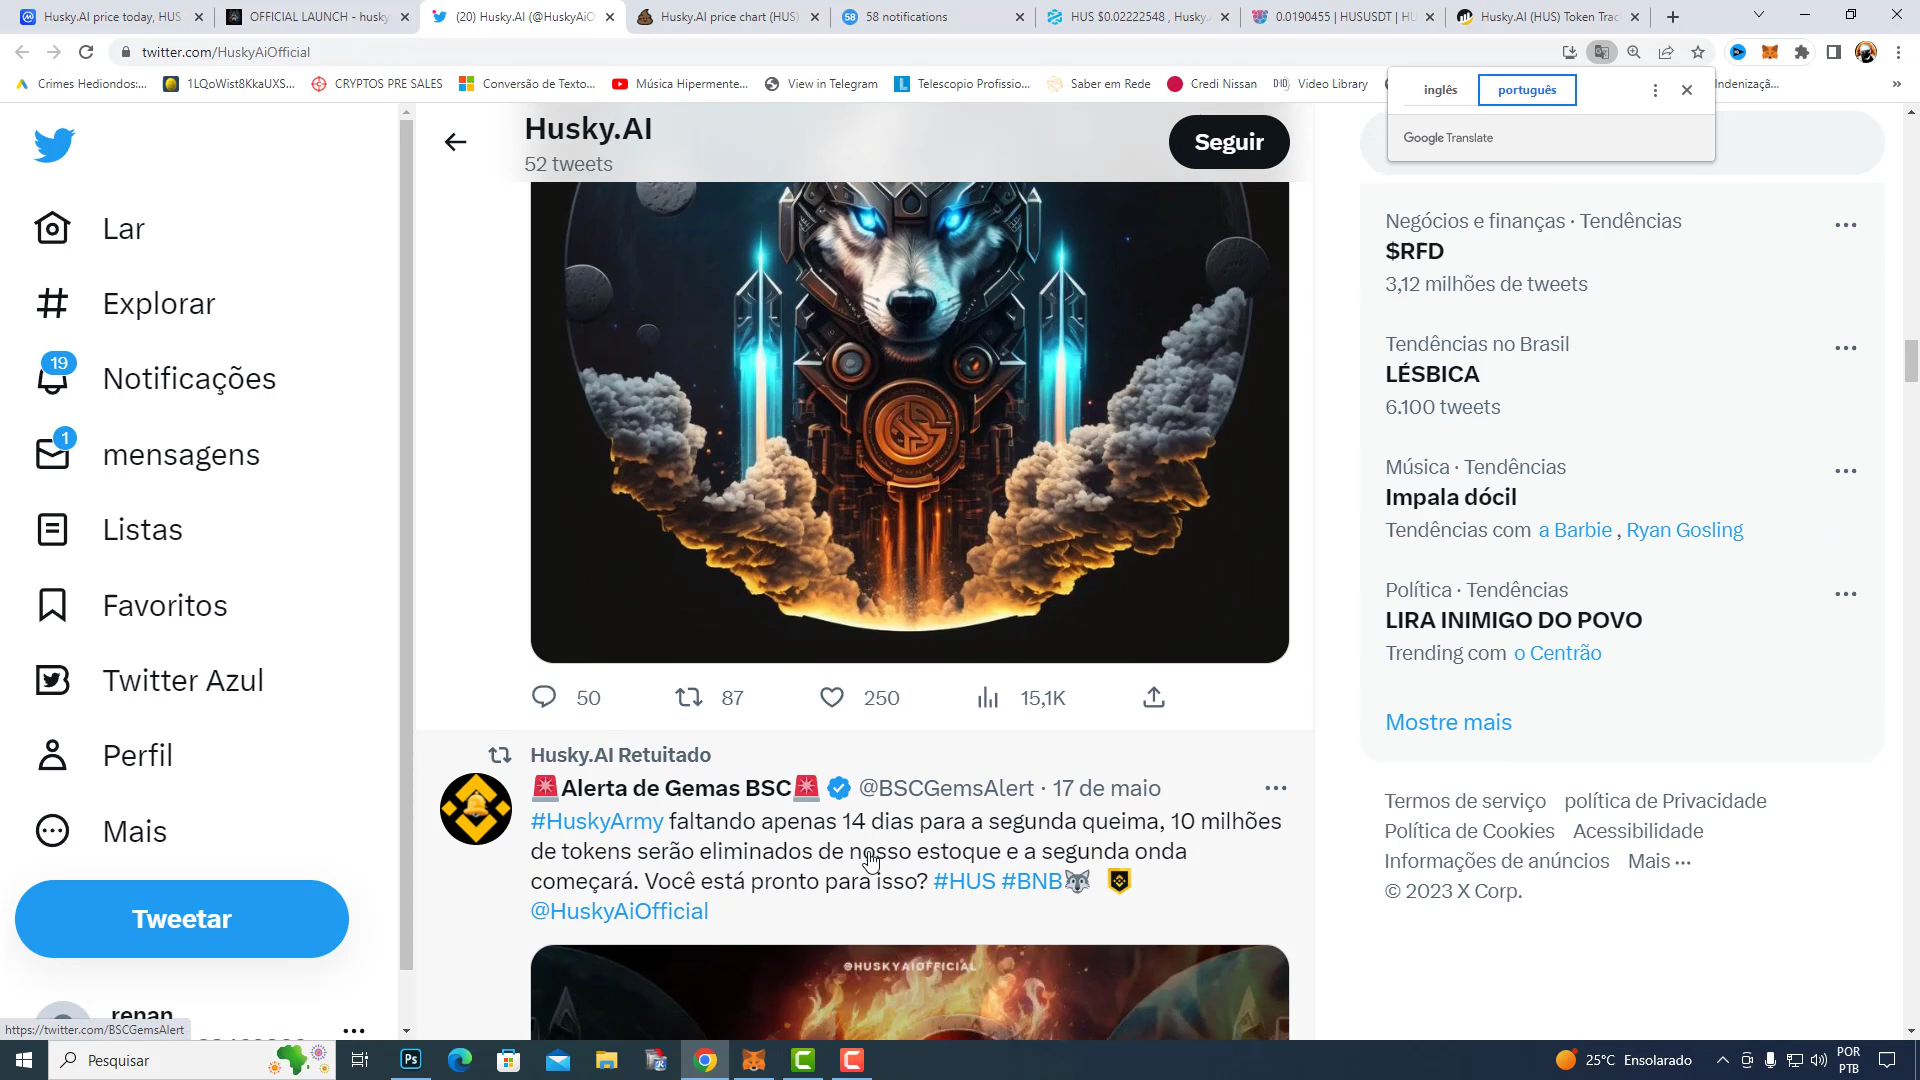 Husky.AI price today, HUS
OFFICIAL LAUNCH - husky
(20) Husky.AI (@HuskyAiO
Husky.AI price chart (HUS)
58
58 notifications
HUS $0.02222548 , Husky.
0.0190455 | HUSUSDT | HU
Husky.AI (HUS) Token Trac
twitter.com/HuskyAiOfficial
Crimes Hediondos:...
1LQoWist8KkaUXS...
CRYPTOS PRE SALES
Conversão de Texto...
Música Hipermente...
View in Telegram
Telescopio Profissio...
Saber em Rede
Credi Nissan
Video Library
Indenizaçã...
inglês
português
Google Translate
Husky.AI
52 tweets
Seguir
Lar
Explorar
19
Notificações
1
mensagens
Listas
Favoritos
Twitter Azul
Perfil
Mais
Tweetar
renan
50
87
250
15,1K
Husky.AI Retuitado
🚨Alerta de Gemas BSC🚨 @BSCGemsAlert · 17 de maio
#HuskyArmy faltando apenas 14 dias para a segunda queima, 10 milhões
de tokens serão eliminados de nosso estoque e a segunda onda
começará. Você está pronto para isso? #HUS #BNB🐺
@HuskyAiOfficial
@HUSKYAIOFFICIAL
Negócios e finanças · Tendências
$RFD
3,12 milhões de tweets
Tendências no Brasil
LÉSBICA
6.100 tweets
Música · Tendências
Impala dócil
Tendências com a Barbie , Ryan Gosling
Política · Tendências
LIRA INIMIGO DO POVO
Trending com o Centrão
Mostre mais
Termos de serviço política de Privacidade
Política de Cookies Acessibilidade
Informações de anúncios Mais ···
© 2023 X Corp.
https://twitter.com/BSCGemsAlert
Pesquisar
Ps
25°C Ensolarado
POR
PTB